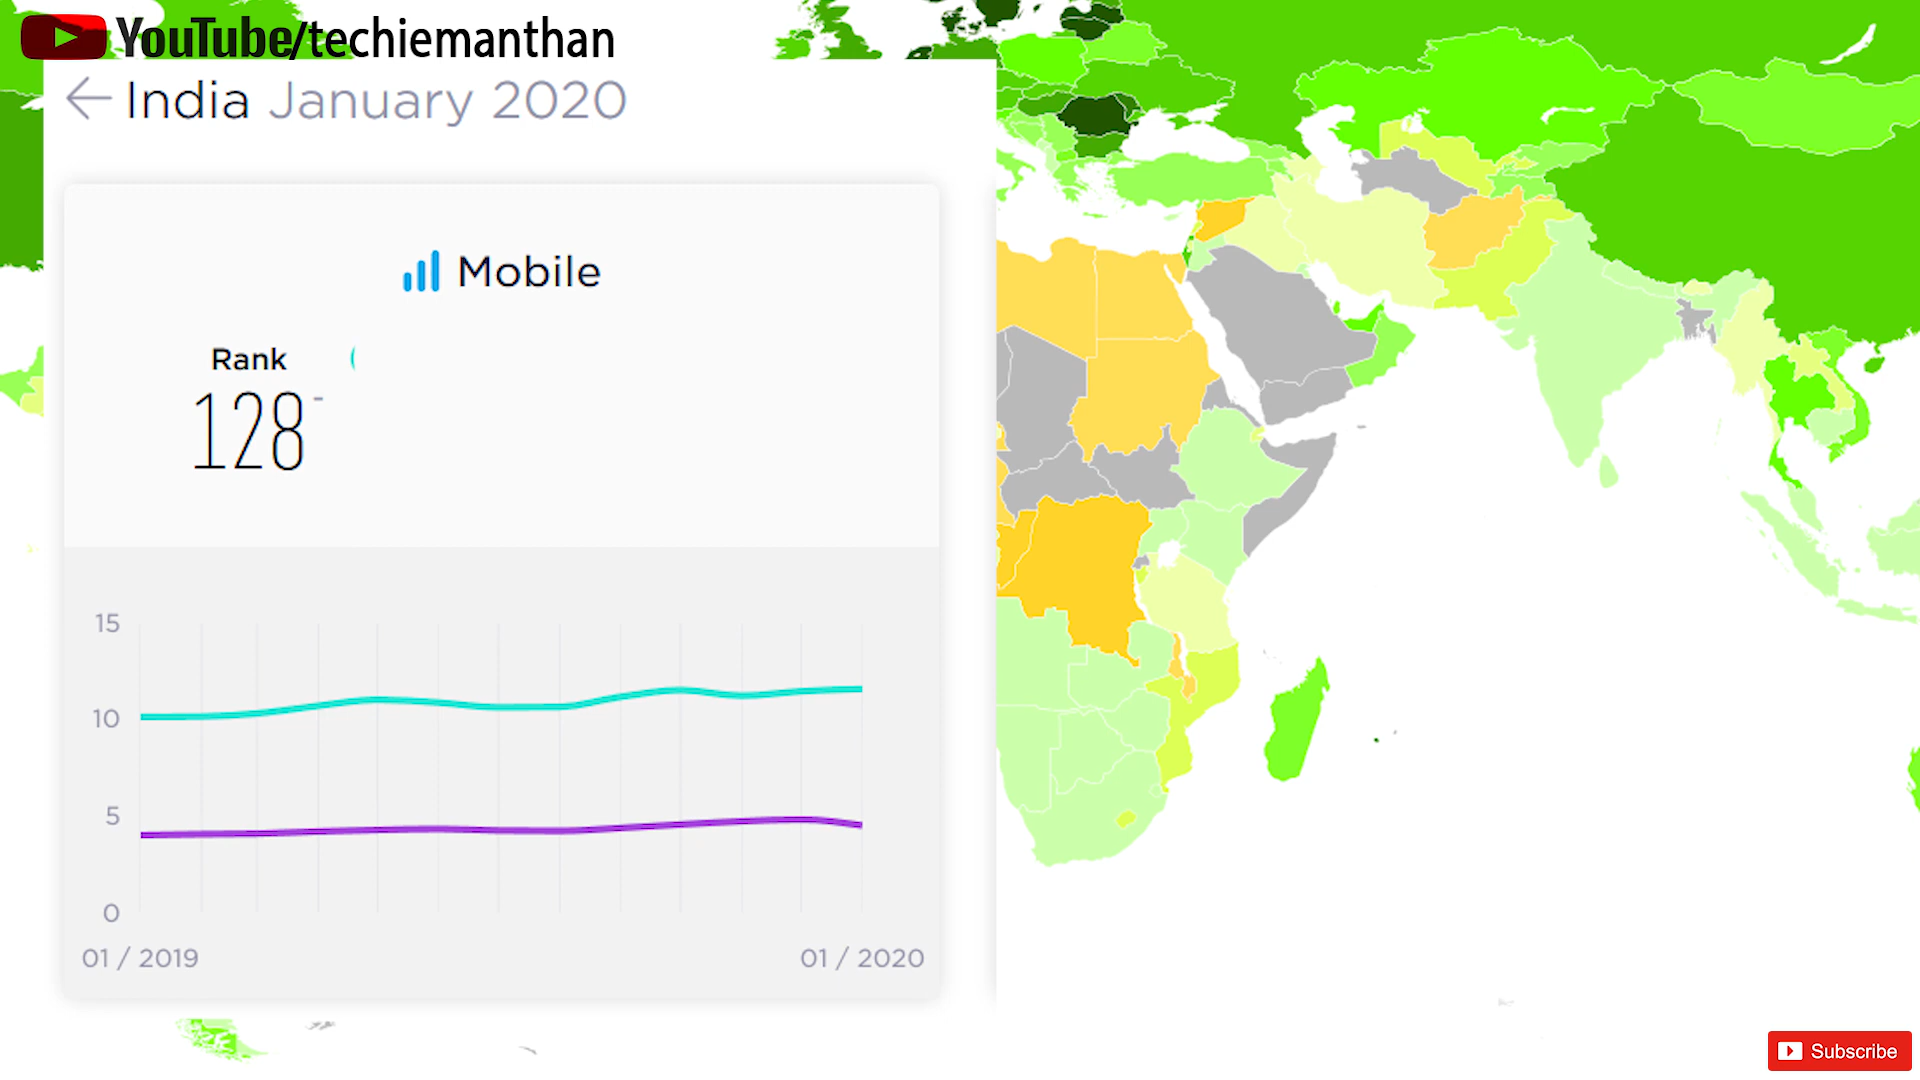 YouTube/techiemanthan
← India January 2020
Mobile
Rank
128 -
15
10
5
0
01 / 2019
01 / 2020
Subscribe